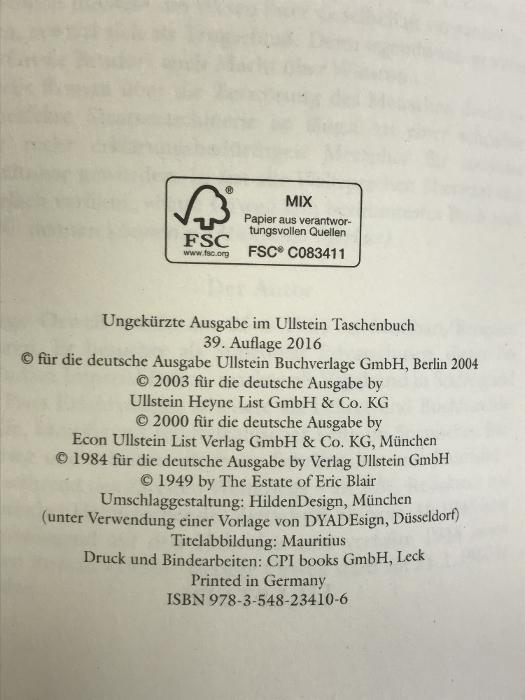 MIX
Papier aus verantwor-
tungsvollen Quellen
FSC® C083411
®
FSC
www.fsc.org
Der Autor
Ungekürzte Ausgabe im Ullstein Taschenbuch
39. Auflage 2016
© für die deutsche Ausgabe Ullstein Buchverlage GmbH, Berlin 2004
© 2003 für die deutsche Ausgabe by
Ullstein Heyne List GmbH & Co. KG
© 2000 für die deutsche Ausgabe by
Econ Ullstein List Verlag GmbH & Co. KG, München
© 1984 für die deutsche Ausgabe by Verlag Ullstein GmbH
© 1949 by The Estate of Eric Blair
Umschlaggestaltung: HildenDesign, München
(unter Verwendung einer Vorlage von DYADEsign, Düsseldorf)
Titelabbildung: Mauritius
Druck und Bindearbeiten: CPI books GmbH, Leck
Printed in Germany
ISBN 978-3-548-23410-6